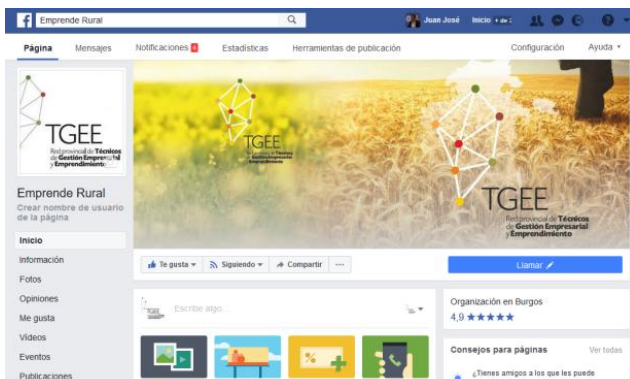 Emprende Rural
Juan José
Inicio
Página
Mensajes
Notificaciones
Estadísticas
Herramientas de publicación
Configuración
Ayuda
TGEE
Red provincial de Técnicos
de Gestión Empresarial
y Emprendimiento
Emprende Rural
Crear nombre de usuario
de la página
Inicio
Información
Fotos
Opiniones
Me gusta
Vídeos
Eventos
Publicaciones
TGEE
TGEE
Red provincial de Técnicos
de Gestión Empresarial
y Emprendimiento
Te gusta
Siguiendo
Compartir
Llamar
TGEE
Escribe algo...
Organización en Burgos
4,9 ★★★★★
Consejos para páginas
Ver todas
¿Tienes amigos a los que les puede